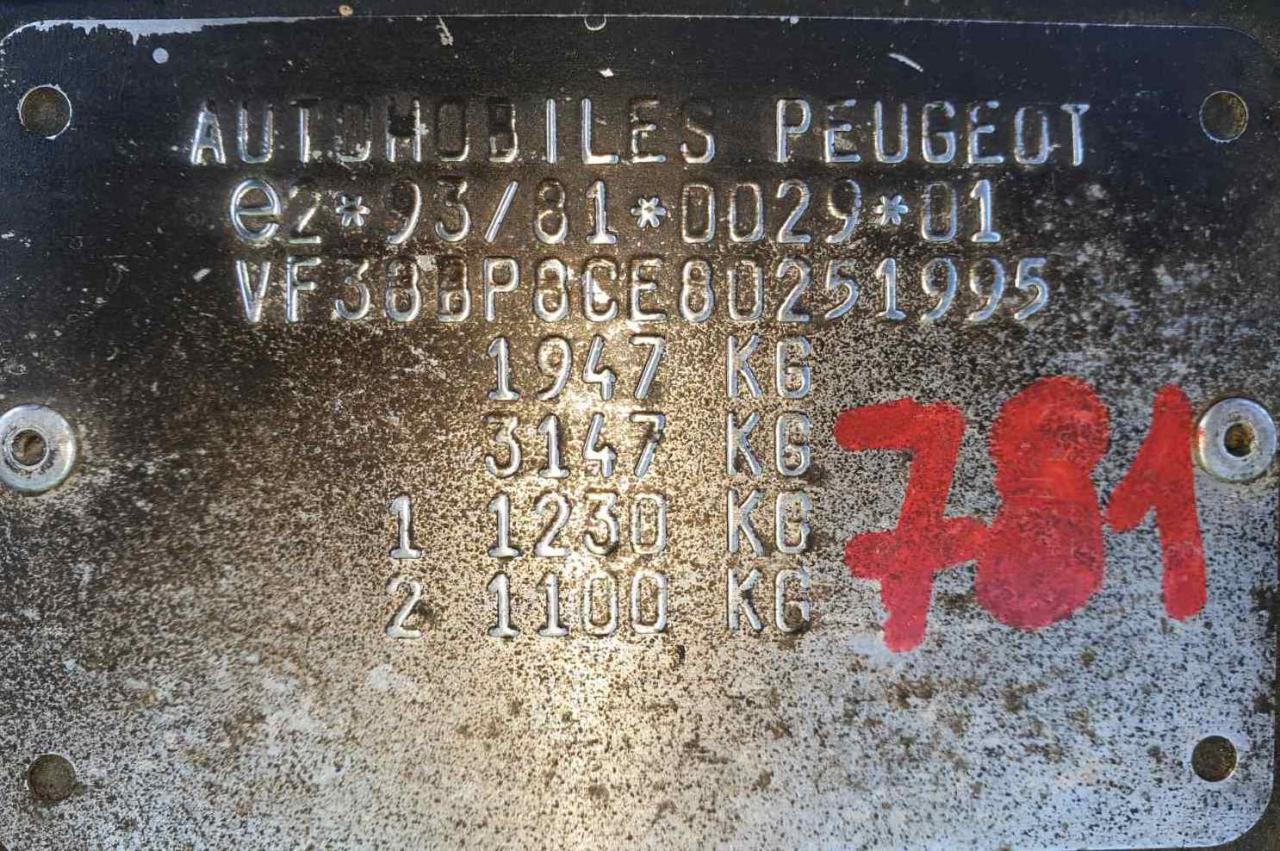 AUTOMOBILES PEUGEOT
e2*93/81*0029*01
VF38BP8CE80251995
1947 KG
3147 KG
1 1230 KG
2 1100 KG
781